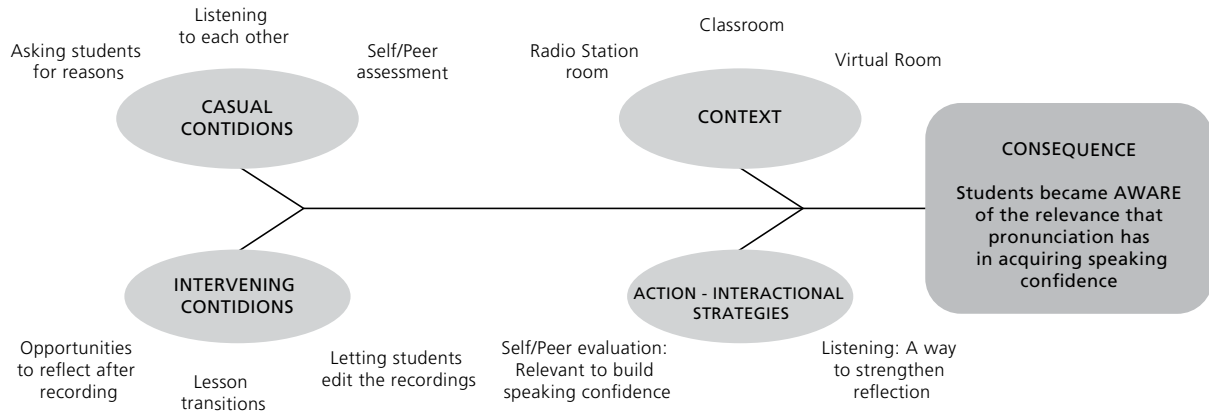 Listening
to each other
Asking students
for reasons
Self/Peer
assessment
CASUAL
CONTIDIONS
Classroom
Radio Station
room
Virtual Room
CONTEXT
CONSEQUENCE
Students became AWARE
of the relevance that
pronunciation has
in acquiring speaking
confidence
INTERVENING
CONTIDIONS
Opportunities
to reflect after
recording
Lesson
transitions
Letting students
edit the recordings
ACTION - INTERACTIONAL
STRATEGIES
Self/Peer evaluation:
Relevant to build
speaking confidence
Listening: A way
to strengthen
reflection